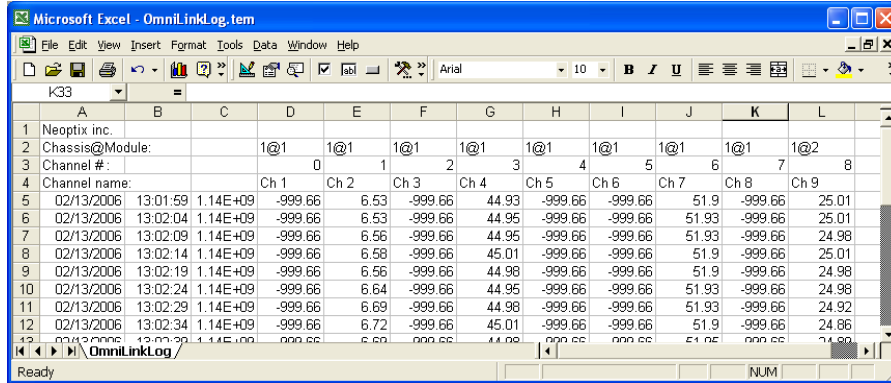 Microsoft Excel - OmniLinkLog.tem
File Edit View Insert Format Tools Data Window Help
Arial 10 B I U
K33 =
A B C D E F G H I J K L
1 Neoptix inc.
2 Chassis@Module: 1@1 1@1 1@1 1@1 1@1 1@1 1@1 1@1 1@2
3 Channel #: 0 1 2 3 4 5 6 7 8
4 Channel name: Ch 1 Ch 2 Ch 3 Ch 4 Ch 5 Ch 6 Ch 7 Ch 8 Ch 9
5 02/13/2006 13:01:59 1.14E+09 -999.66 6.53 -999.66 44.93 -999.66 -999.66 51.9 -999.66 25.01
6 02/13/2006 13:02:04 1.14E+09 -999.66 6.53 -999.66 44.95 -999.66 -999.66 51.93 -999.66 25.01
7 02/13/2006 13:02:09 1.14E+09 -999.66 6.56 -999.66 44.95 -999.66 -999.66 51.93 -999.66 24.98
8 02/13/2006 13:02:14 1.14E+09 -999.66 6.58 -999.66 45.01 -999.66 -999.66 51.9 -999.66 25.01
9 02/13/2006 13:02:19 1.14E+09 -999.66 6.56 -999.66 44.98 -999.66 -999.66 51.9 -999.66 24.98
10 02/13/2006 13:02:24 1.14E+09 -999.66 6.64 -999.66 44.95 -999.66 -999.66 51.93 -999.66 24.98
11 02/13/2006 13:02:29 1.14E+09 -999.66 6.69 -999.66 44.98 -999.66 -999.66 51.93 -999.66 24.92
12 02/13/2006 13:02:34 1.14E+09 -999.66 6.72 -999.66 45.01 -999.66 -999.66 51.9 -999.66 24.86
OmniLinkLog
Ready NUM